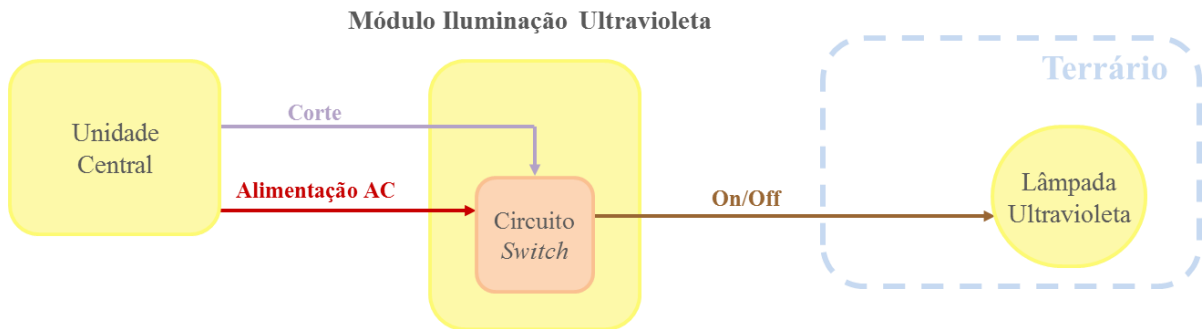 Módulo Iluminação Ultravioleta
Terrário
Unidade
Central
Corte
Alimentação AC
Circuito
Switch
On/Off
Lâmpada
Ultravioleta